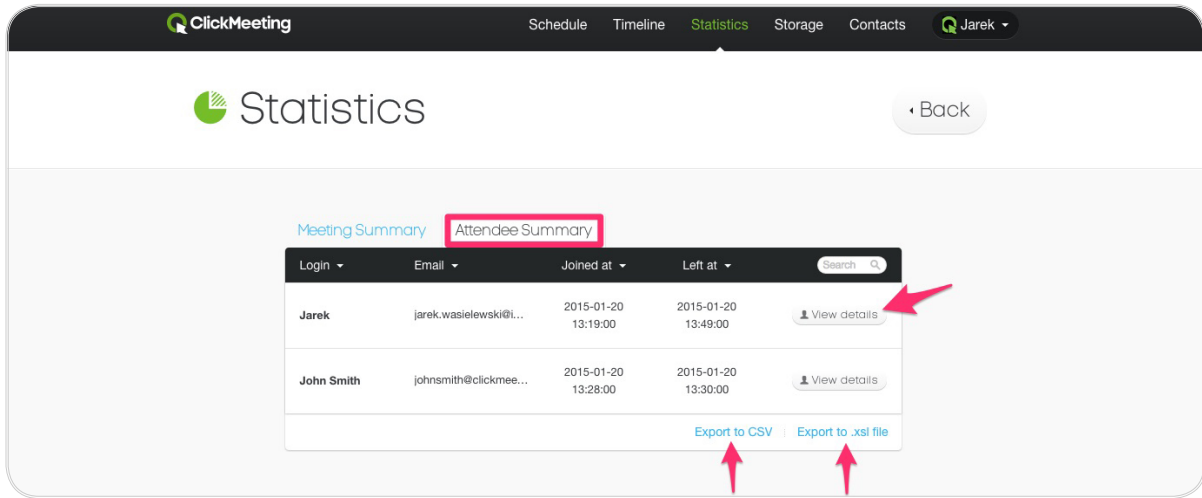 ClickMeeting Schedule Timeline Statistics Storage Contacts Jarek
Statistics
Back
Meeting Summary Attendee Summary
Login Email Joined at Left at Search
Jarek jarek.wasielewski@i... 2015-01-20 13:19:00 2015-01-20 13:49:00 View details
John Smith johnsmith@clickmee... 2015-01-20 13:28:00 2015-01-20 13:30:00 View details
Export to CSV Export to .xsl file